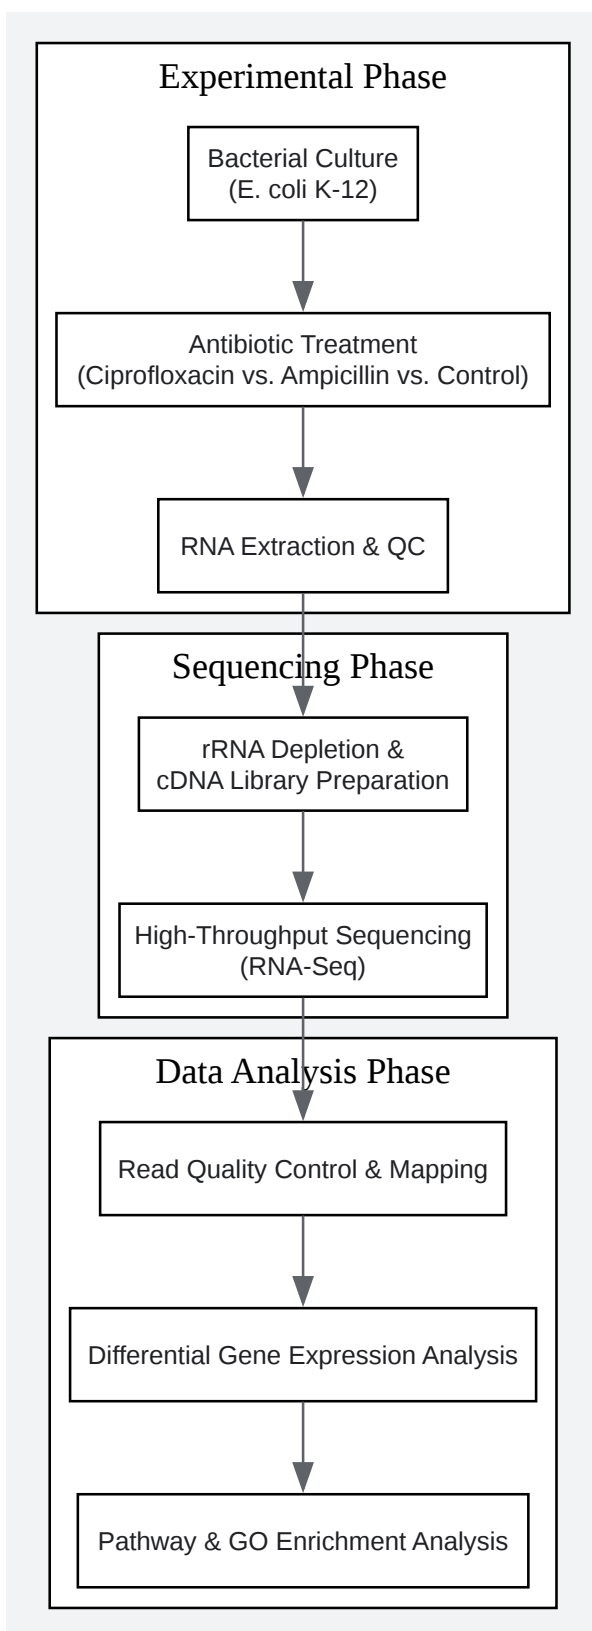 Experimental Phase
Bacterial Culture
(E. coli K-12)
Antibiotic Treatment
(Ciprofloxacin vs. Ampicillin vs. Control)
RNA Extraction & QC
Sequencing Phase
rRNA Depletion &
cDNA Library Preparation
High-Throughput Sequencing
(RNA-Seq)
Data Analysis Phase
Read Quality Control & Mapping
Differential Gene Expression Analysis
Pathway & GO Enrichment Analysis